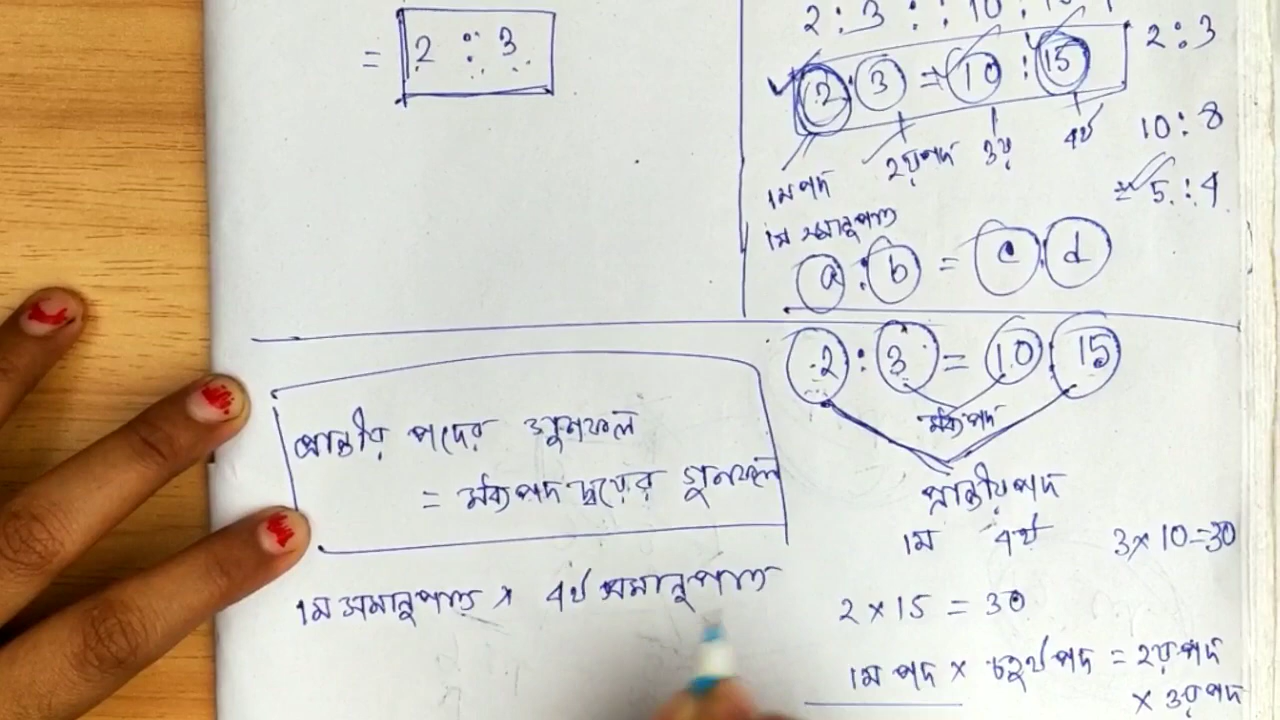 = 2 : 3
2 : 3 : : 10 : 15
2 : 3 = 10 : 15
2 : 3
10 : 8
= 5 : 4
1ম পদ
2য় পদ
3য়
4র্থ
1ম সমানুপাত
a : b = c : d
2 : 3 = 10 : 15
মধ্যপদ
প্রান্তীয় পদ
1ম 4র্থ
3 × 10 = 30
2 × 15 = 30
1ম পদ × চতুর্থ পদ = 2য় পদ
× 3য় পদ
প্রান্তীয় পদের গুনফল
= মধ্যপদ দ্বয়ের গুনফল
1ম সমানুপাত × 4র্থ সমানুপাত